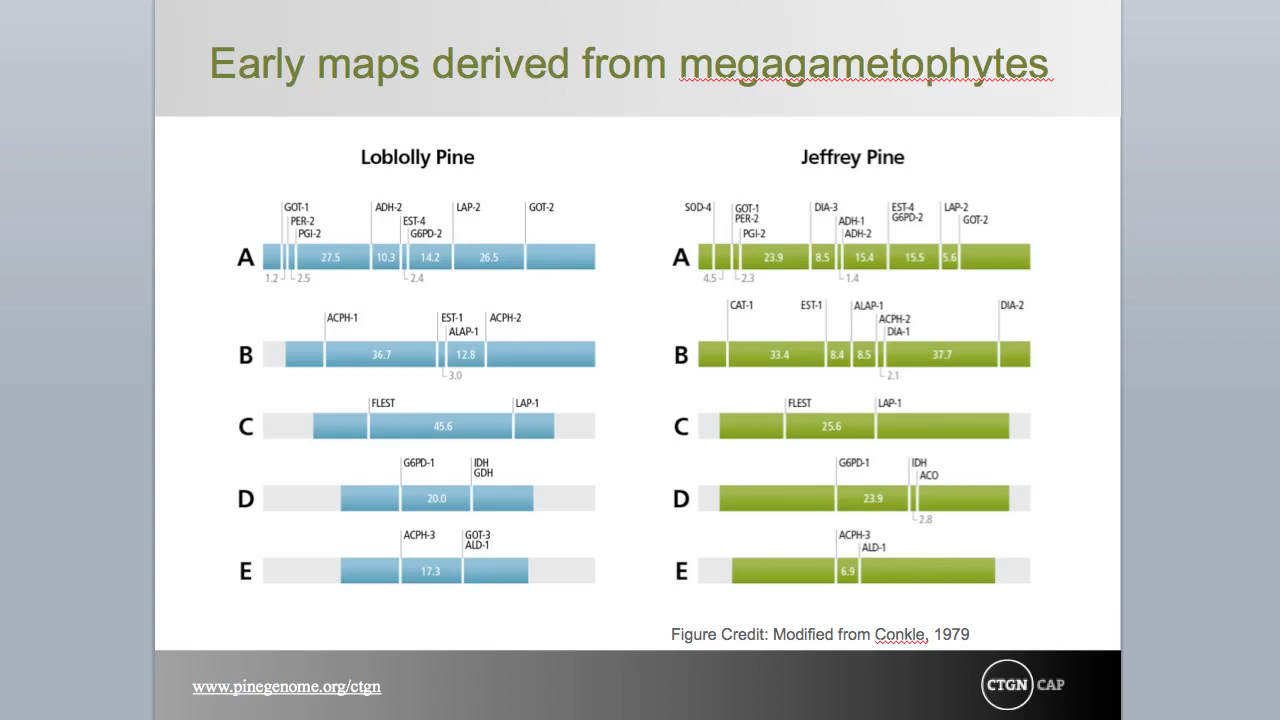 Early maps derived from megagametophytes
Loblolly Pine
GOT-1 ADH-2 LAP-2 GOT-2
PER-2 EST-4
PGI-2 G6PD-2
A 27.5 10.3 14.2 26.5
1.2 2.5 2.4
ACPH-1 EST-1 ACPH-2
ALAP-1
B 36.7 12.8
3.0
FLEST LAP-1
C 45.6
G6PD-1 IDH
GDH
D 20.0
ACPH-3 GOT-3
ALD-1
E 17.3
Jeffrey Pine
SOD-4 GOT-1 DIA-3 EST-4 LAP-2
PER-2 ADH-1 G6PD-2 GOT-2
PGI-2 ADH-2
A 23.9 8.5 15.4 15.5 5.6
4.5 2.3 1.4
CAT-1 EST-1 ALAP-1 DIA-2
ACPH-2
DIA-1
B 33.4 8.4 8.5 37.7
2.1
FLEST LAP-1
C 25.6
G6PD-1 IDH
ACO
D 23.9
2.8
ACPH-3
ALD-1
E 6.9
Figure Credit: Modified from Conkle, 1979
www.pinegenome.org/ctgn
CTGN CAP